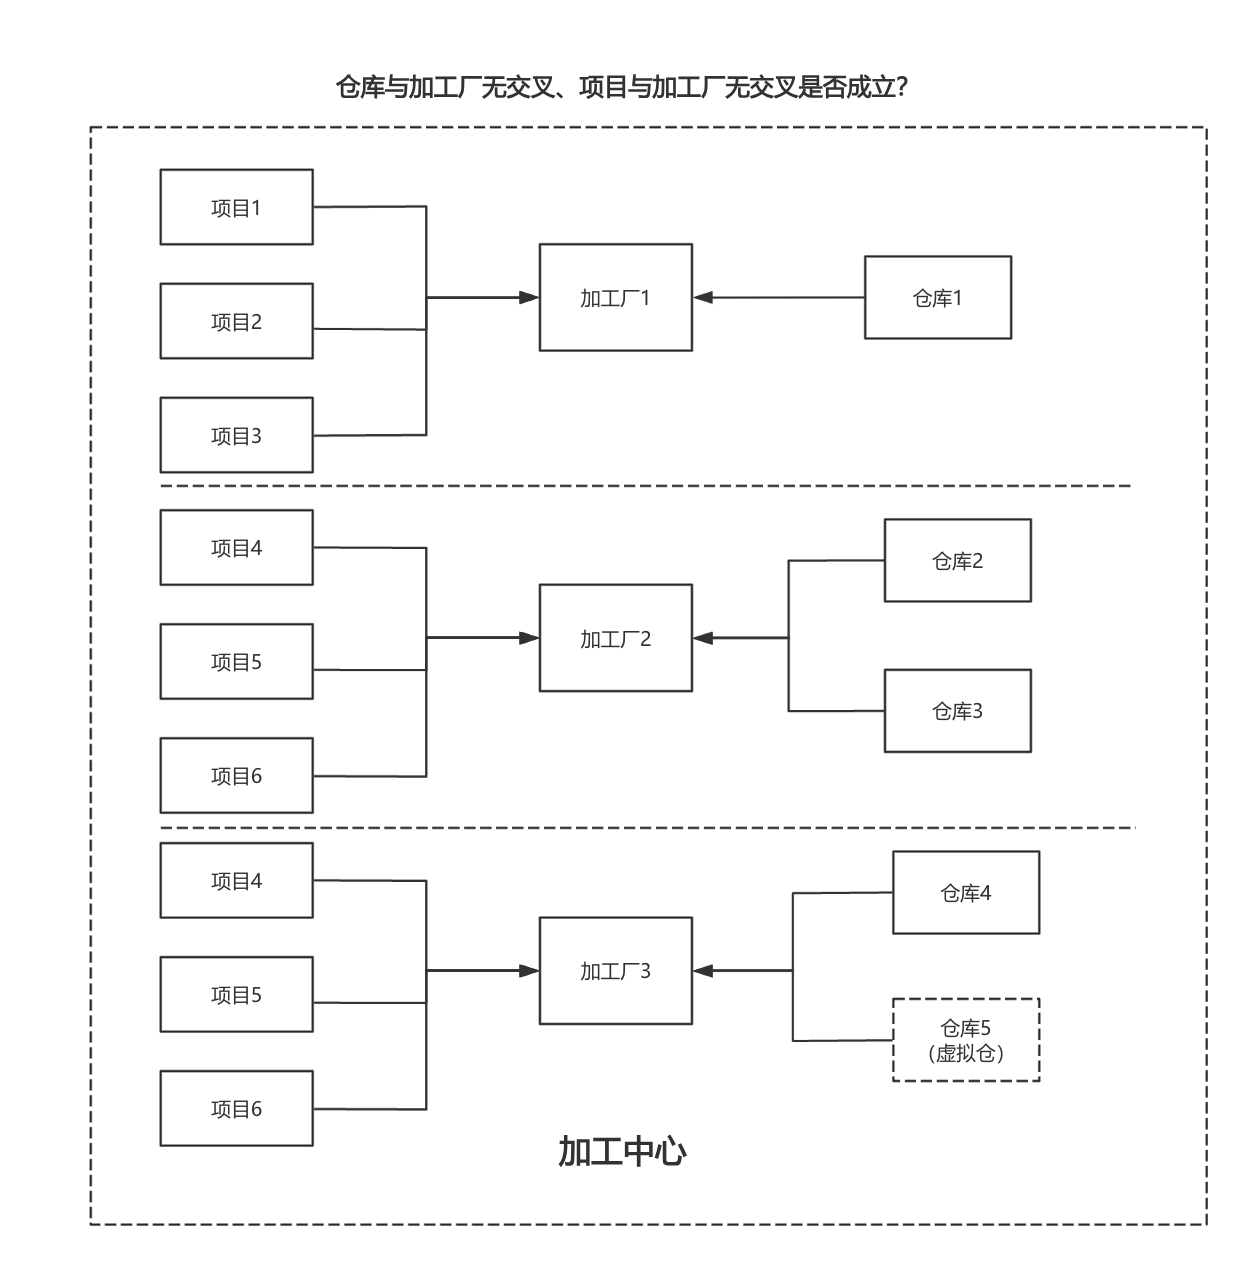 仓库与加工厂无交叉、项目与加工厂无交叉是否成立？
项目1
项目2
项目3
加工厂1
仓库1
项目4
项目5
项目6
加工厂2
仓库2
仓库3
项目4
项目5
项目6
加工厂3
仓库4
仓库5
（虚拟仓）
加工中心